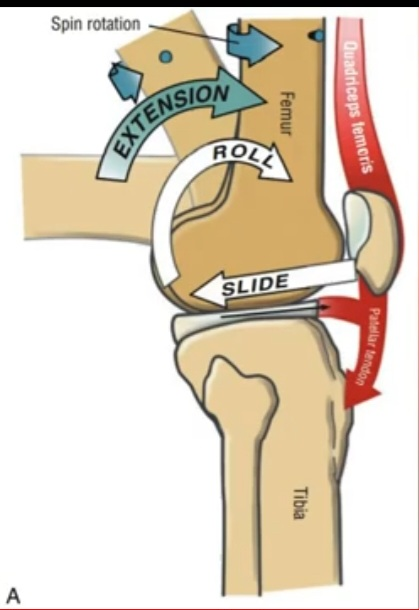 Spin rotation
EXTENSION
Femur
Quadriceps femoris
ROLL
SLIDE
Patellar tendon
Tibia
A